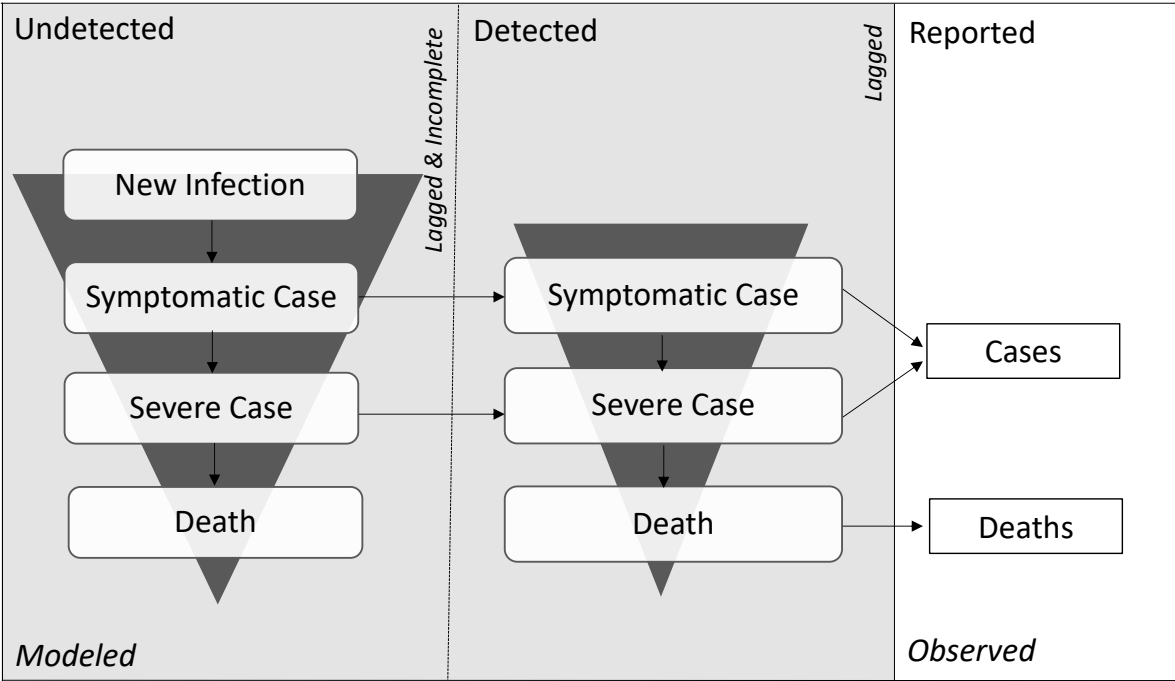 Undetected
Detected
Reported
Lagged & Incomplete
Lagged
New Infection
Symptomatic Case
Severe Case
Death
Symptomatic Case
Severe Case
Death
Cases
Deaths
Modeled
Observed